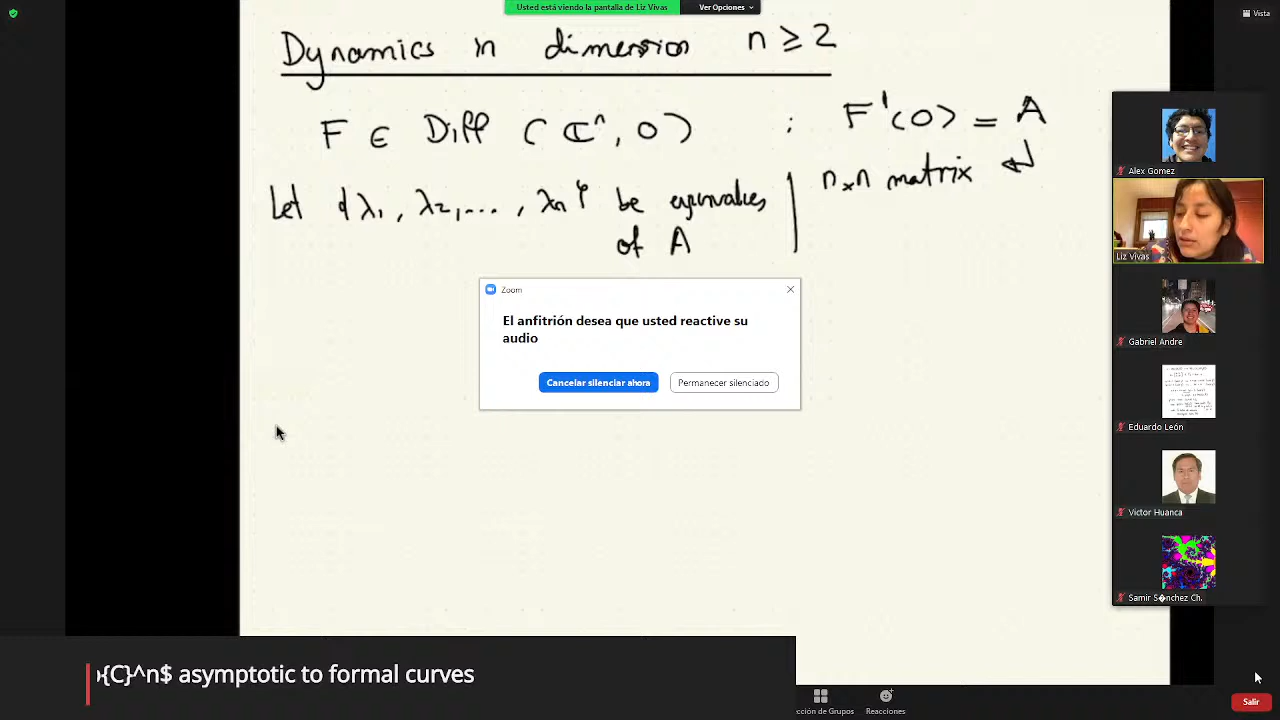 Usted está viendo la pantalla de Liz Vivas
Ver Opciones
Vista
Dynamics in dimension n ≥ 2
F ∈ Diff (ℂⁿ, 0) ; F'(0) = A
n×n matrix ↵
Let {λ₁, λ₂, ..., λn} be eigenvalues
of A
Zoom
El anfitrión desea que usted reactive su
audio
Cancelar silenciar ahora
Permanecer silenciado
Alex Gomez
Liz Vivas
Gabriel Andre
Eduardo León
Victor Huanca
Samir S�nchez Ch.
{C}^n$ asymptotic to formal curves
cción de Grupos
Reacciones
Salir